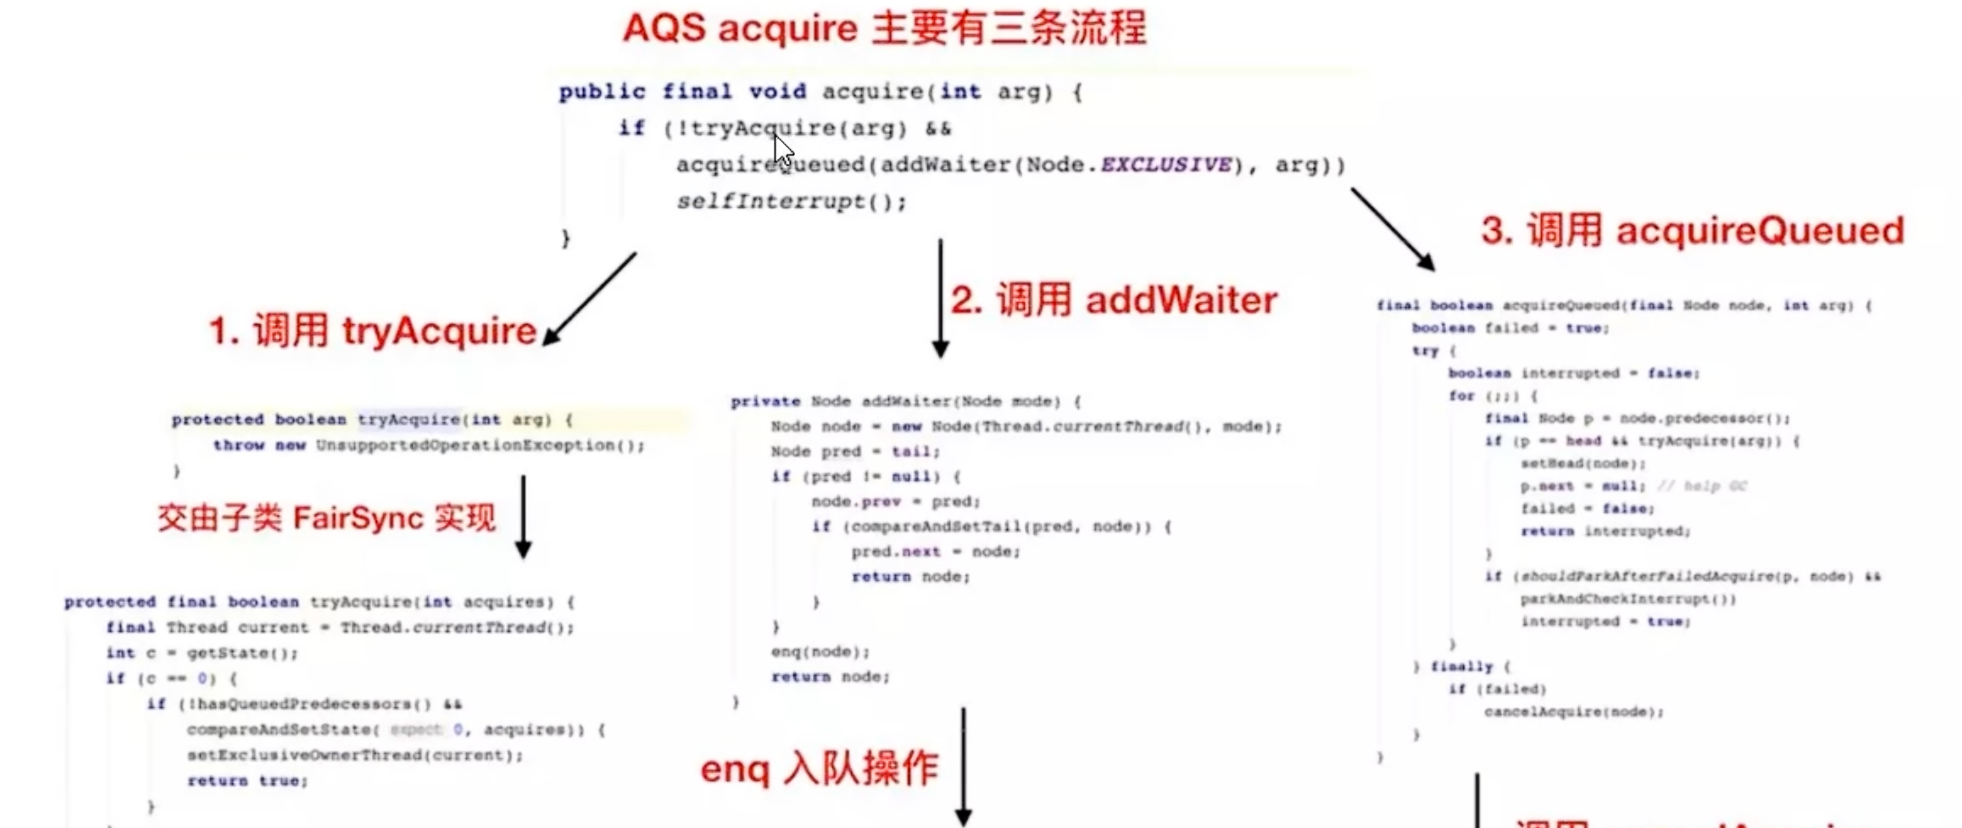 AQS acquire 主要有三条流程
public final void acquire(int arg) {
if (!tryAcquire(arg) &&
acquireQueued(addWaiter(Node.EXCLUSIVE), arg))
selfInterrupt();
}
1. 调用 tryAcquire
protected boolean tryAcquire(int arg) {
throw new UnsupportedOperationException();
}
交由子类 FairSync 实现
protected final boolean tryAcquire(int acquires) {
final Thread current = Thread.currentThread();
int c = getState();
if (c == 0) {
if (!hasQueuedPredecessors() &&
compareAndSetState( expect: 0, acquires)) {
setExclusiveOwnerThread(current);
return true;
}
2. 调用 addWaiter
private Node addWaiter(Node mode) {
Node node = new Node(Thread.currentThread(), mode);
Node pred = tail;
if (pred != null) {
node.prev = pred;
if (compareAndSetTail(pred, node)) {
pred.next = node;
return node;
}
}
enq(node);
return node;
}
enq 入队操作
3. 调用 acquireQueued
final boolean acquireQueued(final Node node, int arg) {
boolean failed = true;
try {
boolean interrupted = false;
for (;;) {
final Node p = node.predecessor();
if (p == head && tryAcquire(arg)) {
setHead(node);
p.next = null; // help GC
failed = false;
return interrupted;
}
if (shouldParkAfterFailedAcquire(p, node) &&
parkAndCheckInterrupt())
interrupted = true;
}
} finally {
if (failed)
cancelAcquire(node);
}
}